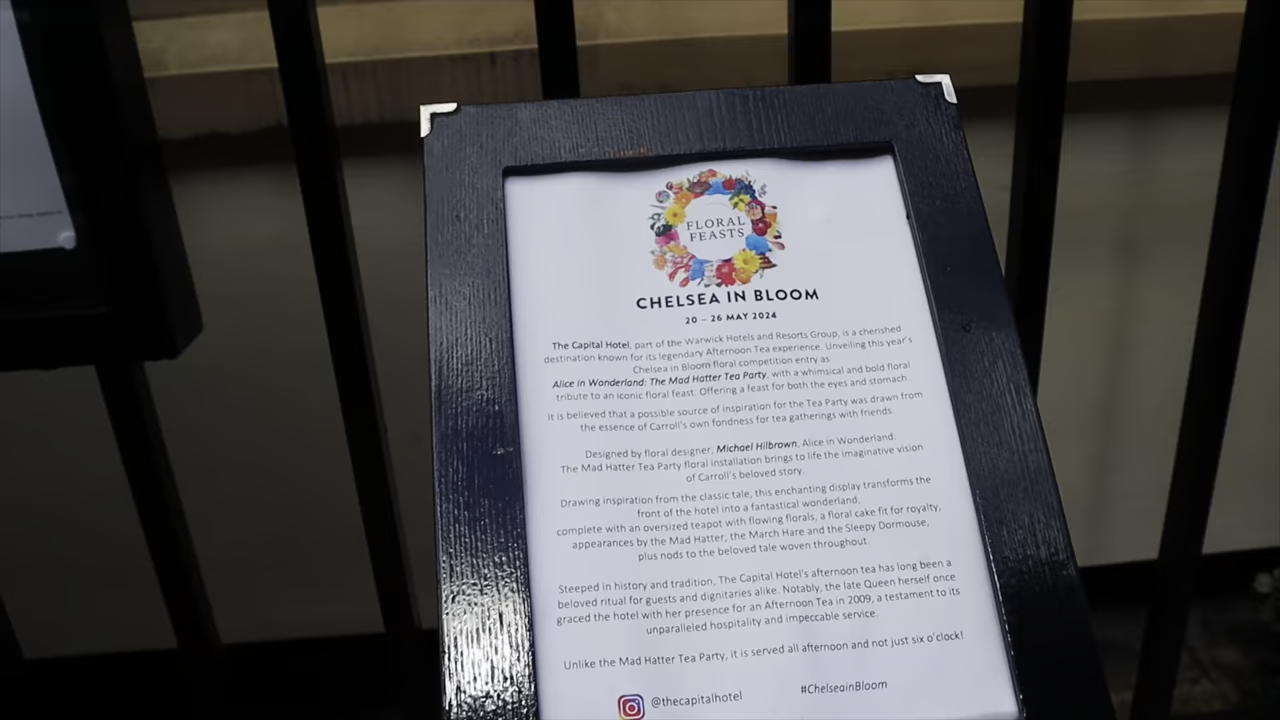 FLORAL
FEASTS
CHELSEA IN BLOOM
20 – 26 MAY 2024
The Capital Hotel, part of the Warwick Hotels and Resorts Group, is a cherished
destination known for its legendary Afternoon Tea experience. Unveiling this year's
Chelsea in Bloom floral competition entry as
Alice in Wonderland: The Mad Hatter Tea Party, with a whimsical and bold floral
tribute to an iconic floral feast. Offering a feast for both the eyes and stomach
It is believed that a possible source of inspiration for the Tea Party was drawn from
the essence of Carroll's own fondness for tea gatherings with friends.
Designed by floral designer, Michael Hilbrown, Alice in Wonderland:
The Mad Hatter Tea Party floral installation brings to life the imaginative vision
of Carroll's beloved story.
Drawing inspiration from the classic tale, this enchanting display transforms the
front of the hotel into a fantastical wonderland,
complete with an oversized teapot with flowing florals, a floral cake fit for royalty,
appearances by the Mad Hatter, the March Hare and the Sleepy Dormouse,
plus nods to the beloved tale woven throughout.
Steeped in history and tradition, The Capital Hotel's afternoon tea has long been a
beloved ritual for guests and dignitaries alike. Notably, the late Queen herself once
graced the hotel with her presence for an Afternoon Tea in 2009, a testament to its
unparalleled hospitality and impeccable service.
Unlike the Mad Hatter Tea Party, it is served all afternoon and not just six o'clock!
@thecapitalhotel #ChelseainBloom